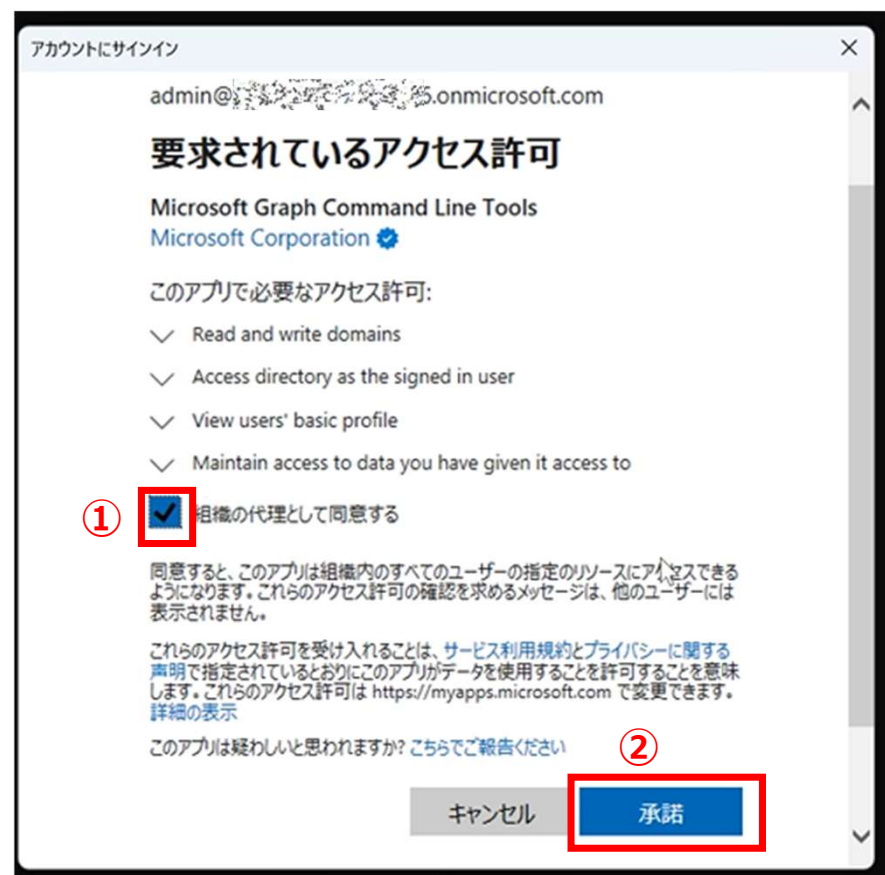 アカウントにサインイン
admin@ .onmicrosoft.com
要求されているアクセス許可
Microsoft Graph Command Line Tools
Microsoft Corporation
このアプリで必要なアクセス許可:
Read and write domains
Access directory as the signed in user
View users' basic profile
Maintain access to data you have given it access to
① 組織の代理として同意する
同意すると、このアプリは組織内のすべてのユーザーの指定のリソースにアクセスできる
ようになります。これらのアクセス許可の確認を求めるメッセージは、他のユーザーには
表示されません。
これらのアクセス許可を受け入れることは、サービス利用規約とプライバシーに関する
声明で指定されているとおりにこのアプリがデータを使用することを許可することを意味
します。これらのアクセス許可は https://myapps.microsoft.com で変更できます。
詳細の表示
このアプリは疑わしいと思われますか? こちらでご報告ください
②
キャンセル 承諾